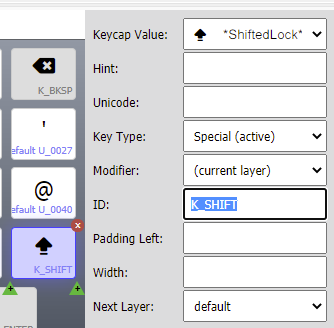 K_BKSP
'
efault U_0027
@
efault U_0040
K_SHIFT
ENTER
Keycap Value: *ShiftedLock*
Hint:
Unicode:
Key Type: Special (active)
Modifier: (current layer)
ID: K_SHIFT
Padding Left:
Width:
Next Layer: default